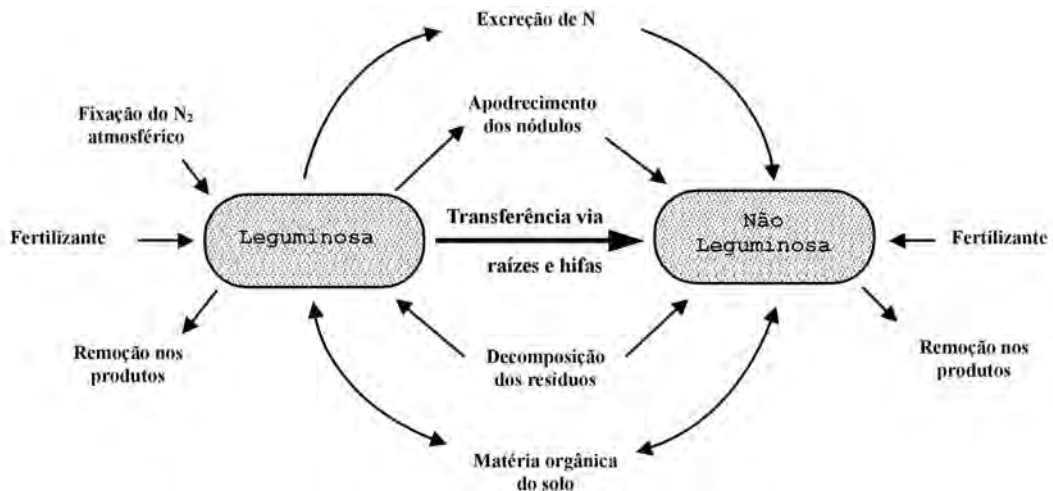 Excreção de N
Fixação do N₂
atmosférico
Apodrecimento
dos nódulos
Fertilizante
Leguminosa
Transferência via
raízes e hifas
Não
Leguminosa
Fertilizante
Remoção nos
produtos
Decomposição
dos resíduos
Remoção nos
produtos
Matéria orgânica
do solo